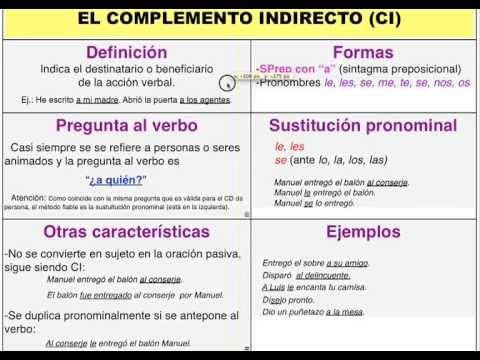 EL COMPLEMENTO INDIRECTO (CI)
Definición
Indica el destinatario o beneficiario
de la acción verbal.
Ej.: He escrito a mi madre. Abrió la puerta a los agentes.
Formas
-SPrep con “a” (sintagma preposicional)
-Pronombres le, les, se, me, te, se, nos, os
Pregunta al verbo
Casi siempre se se refiere a personas o seres
animados y la pregunta al verbo es
“¿a quién?”
Atención: Como coincide con la misma pregunta que es válida para el CD de
persona, el método fiable es la sustitución pronominal (está en la izquierda).
Sustitución pronominal
le, les
se (ante lo, la, los, las)
Manuel entregó el balón al conserje.
Manuel le entregó el balón.
Manuel se lo entregó.
Otras características
-No se convierte en sujeto en la oración pasiva,
sigue siendo CI:
Manuel entregó el balón al conserje
El balón fue entregado al conserje por Manuel.
-Se duplica pronominalmente si se antepone al
verbo:
Al conserje le entregó el balón Manuel.
Ejemplos
Entregó el sobre a su amigo.
Disparó al delincuente.
A Luis le encanta tu camisa.
Díselo pronto.
Dio un puñetazo a la mesa.